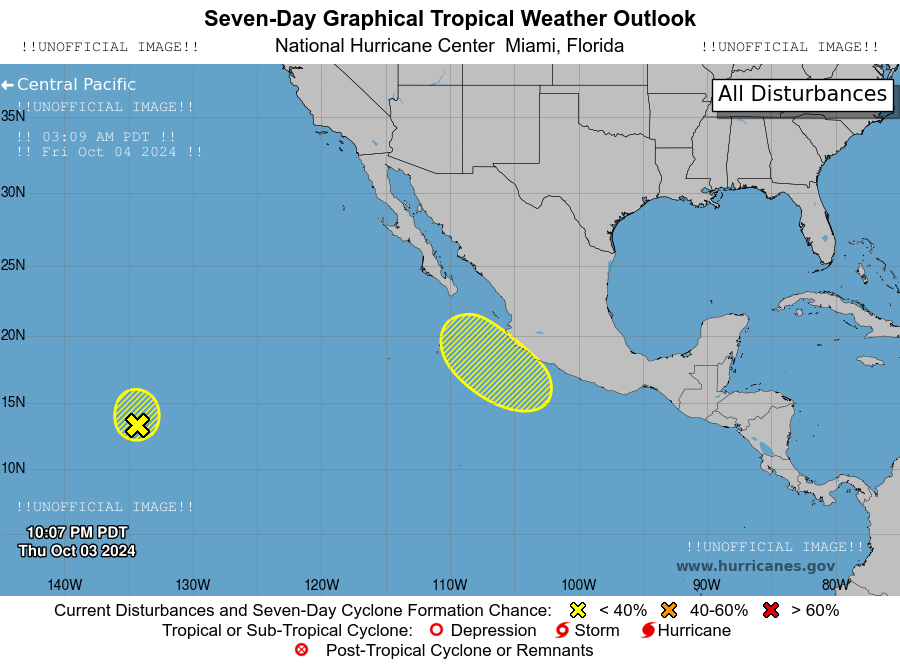 Seven-Day Graphical Tropical Weather Outlook
!!UNOFFICIAL IMAGE!! National Hurricane Center Miami, Florida !!UNOFFICIAL IMAGE!!
Central Pacific
All Disturbances
!!UNOFFICIAL IMAGE!!
35N
!! 03:09 AM PDT !!
!! Fri Oct 04 2024 !!
30N
25N
20N
15N
10N
!!UNOFFICIAL IMAGE!!
10:07 PM PDT
Thu Oct 03 2024
!!UNOFFICIAL IMAGE!!
www.hurricanes.gov
140W 130W 120W 110W 100W 90W 80W
Current Disturbances and Seven-Day Cyclone Formation Chance: < 40% 40-60% > 60%
Tropical or Sub-Tropical Cyclone: Depression Storm Hurricane
Post-Tropical Cyclone or Remnants